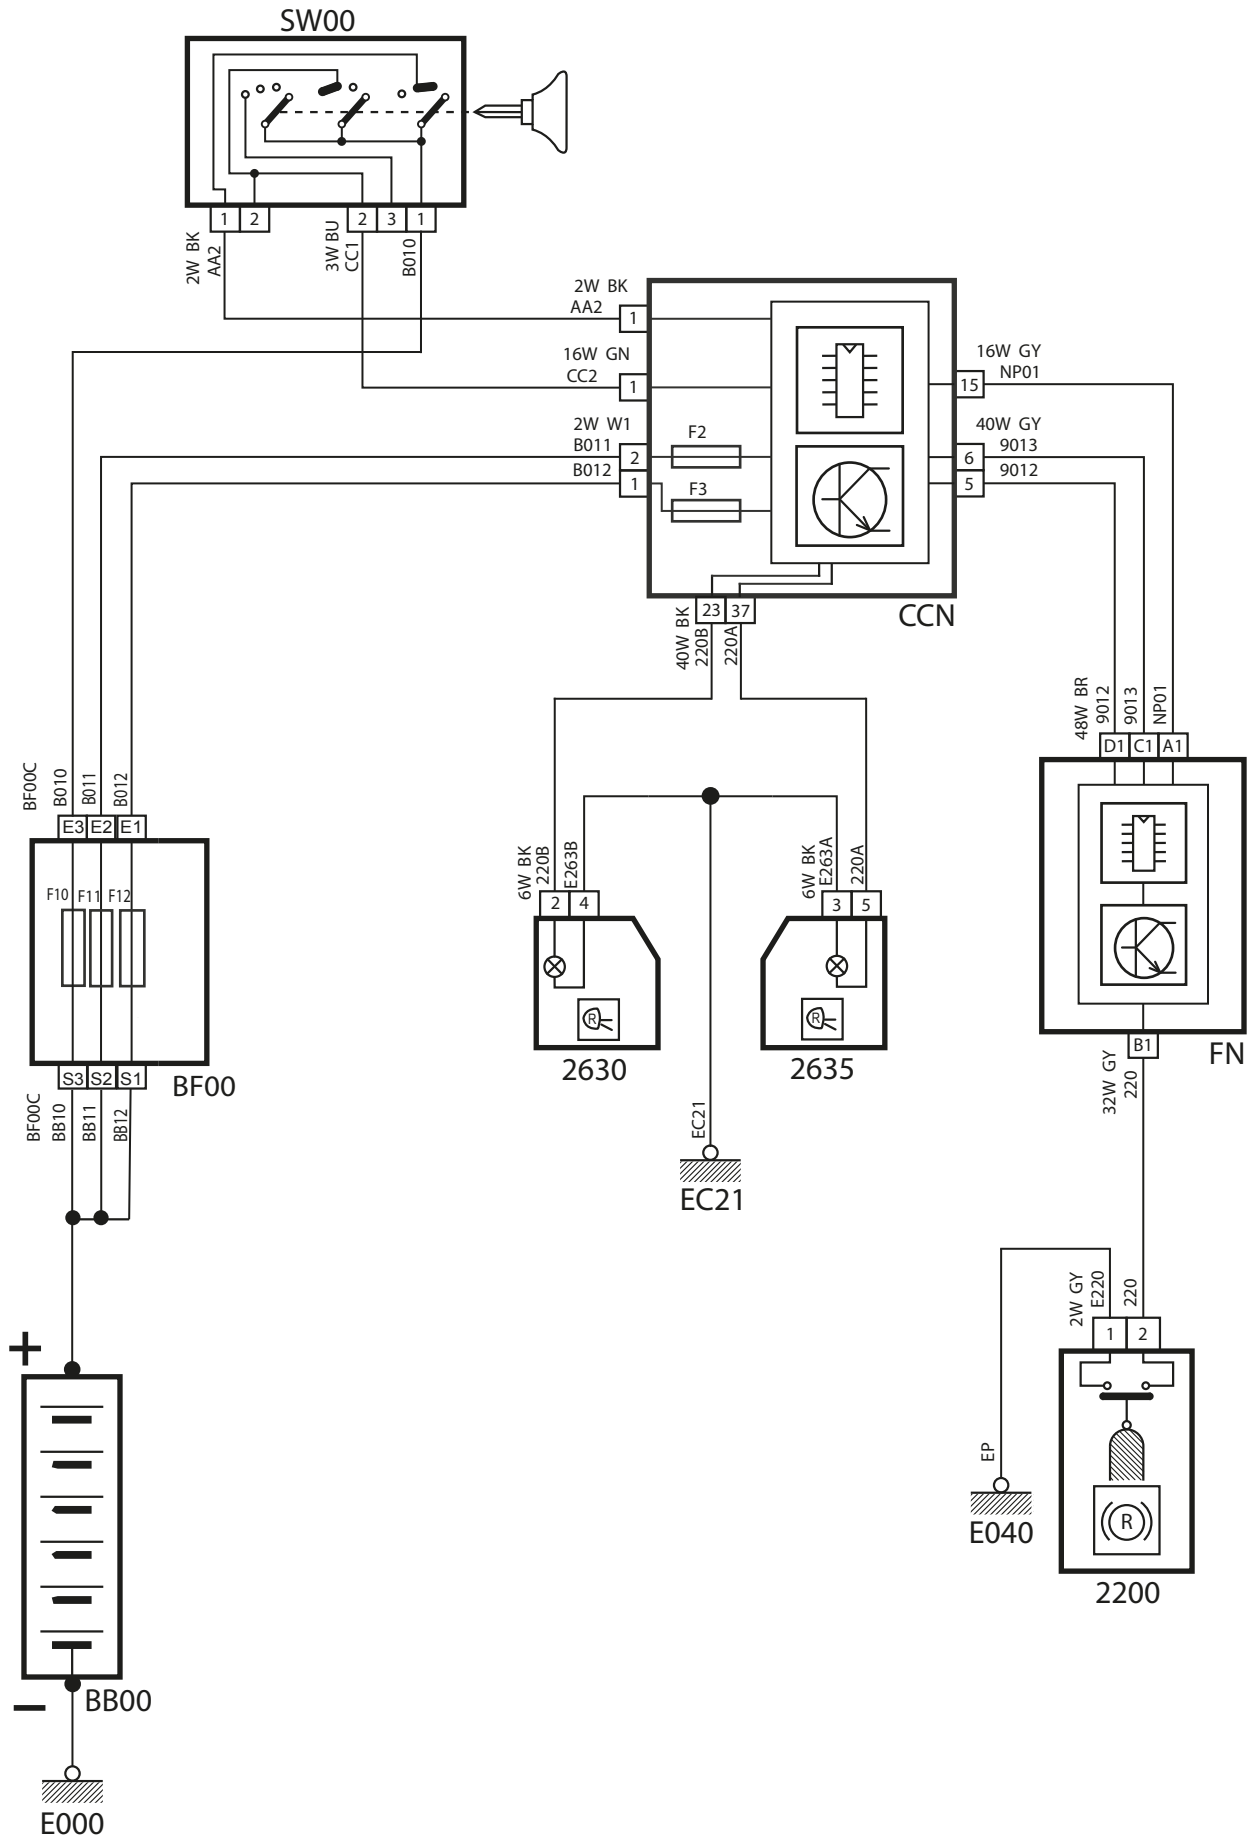 SW00
1 2 2 3 1
2W BK
AA2
3W BU
CC1
B010
2W BK
AA2
1
16W GN
CC2
1
2W W1
B011
2
B012
1
F2
F3
16W GY
NP01
15
40W GY
9013
6
9012
5
23 37
CCN
40W BK
220B
220A
48W BR
9012
9013
NP01
D1 C1 A1
FN
B1
32W GY
220
BF00C
B010
B011
B012
E3 E2 E1
F10 F11 F12
S3 S2 S1
BF00
BF00C
BB10
BB11
BB12
6W BK
220B
E263B
2 4
R
2630
6W BK
E263A
220A
3 5
R
2635
EC21
EC21
2W GY
E220
220
1 2
EP
E040
R
2200
+
BB00
–
E000